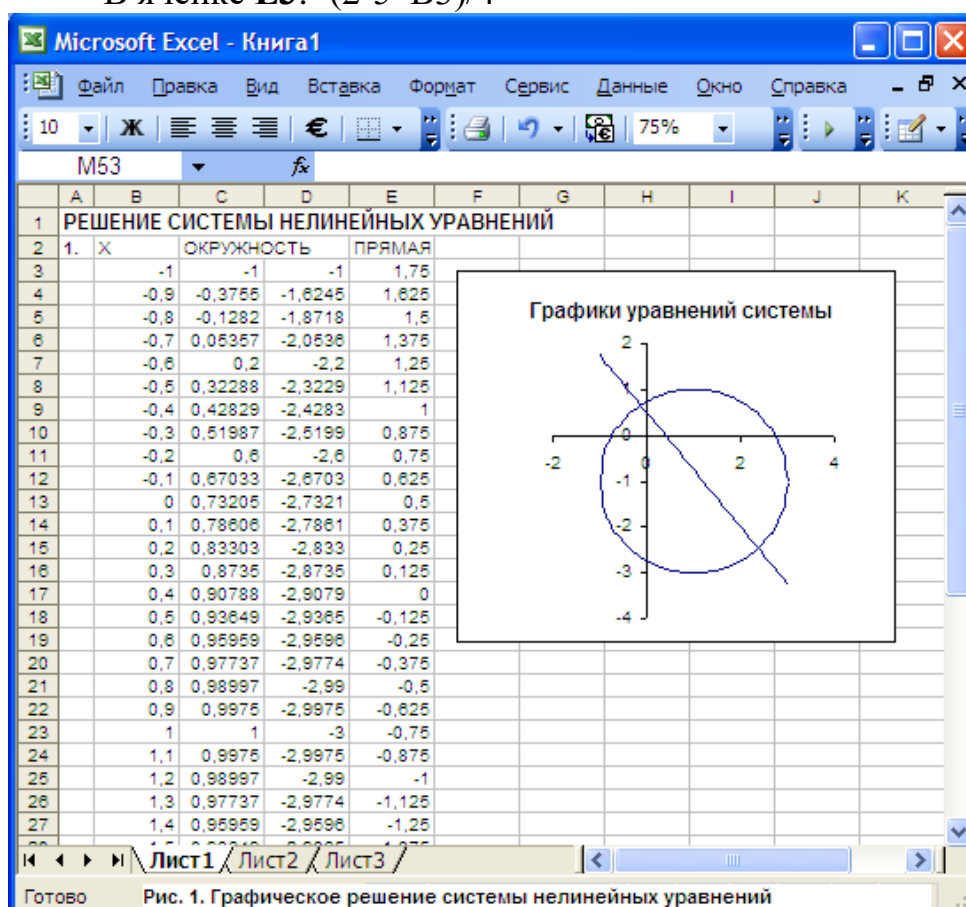 Microsoft Excel - Книга1
Файл Правка Вид Вставка Формат Сервис Данные Окно Справка
10 Ж € 75%
M53 fx
A B C D E F G H I J K
1 РЕШЕНИЕ СИСТЕМЫ НЕЛИНЕЙНЫХ УРАВНЕНИЙ
2 1. X ОКРУЖНОСТЬ ПРЯМАЯ
3 -1 -1 -1 1,75
4 -0,9 -0,3755 -1,6245 1,625
5 -0,8 -0,1282 -1,8718 1,5
6 -0,7 0,05357 -2,0536 1,375
7 -0,6 0,2 -2,2 1,25
8 -0,5 0,32288 -2,3229 1,125
9 -0,4 0,42829 -2,4283 1
10 -0,3 0,51987 -2,5199 0,875
11 -0,2 0,6 -2,6 0,75
12 -0,1 0,67033 -2,6703 0,625
13 0 0,73205 -2,7321 0,5
14 0,1 0,78606 -2,7861 0,375
15 0,2 0,83303 -2,833 0,25
16 0,3 0,8735 -2,8735 0,125
17 0,4 0,90788 -2,9079 0
18 0,5 0,93649 -2,9365 -0,125
19 0,6 0,95959 -2,9596 -0,25
20 0,7 0,97737 -2,9774 -0,375
21 0,8 0,98997 -2,99 -0,5
22 0,9 0,9975 -2,9975 -0,625
23 1 1 -3 -0,75
24 1,1 0,9975 -2,9975 -0,875
25 1,2 0,98997 -2,99 -1
26 1,3 0,97737 -2,9774 -1,125
27 1,4 0,95959 -2,9596 -1,25
Графики уравнений системы
2
1
0
-2 0 2 4
-1
-2
-3
-4
Лист1 Лист2 Лист3
Готово Рис. 1. Графическое решение системы нелинейных уравнений